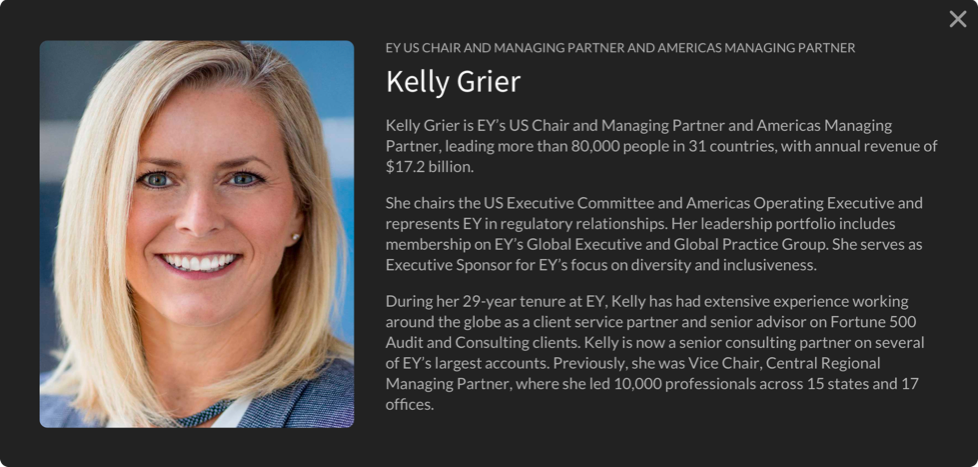 EY US CHAIR AND MANAGING PARTNER AND AMERICAS MANAGING PARTNER
Kelly Grier
Kelly Grier is EY’s US Chair and Managing Partner and Americas Managing
Partner, leading more than 80,000 people in 31 countries, with annual revenue of
$17.2 billion.
She chairs the US Executive Committee and Americas Operating Executive and
represents EY in regulatory relationships. Her leadership portfolio includes
membership on EY’s Global Executive and Global Practice Group. She serves as
Executive Sponsor for EY’s focus on diversity and inclusiveness.
During her 29-year tenure at EY, Kelly has had extensive experience working
around the globe as a client service partner and senior advisor on Fortune 500
Audit and Consulting clients. Kelly is now a senior consulting partner on several
of EY’s largest accounts. Previously, she was Vice Chair, Central Regional
Managing Partner, where she led 10,000 professionals across 15 states and 17
offices.